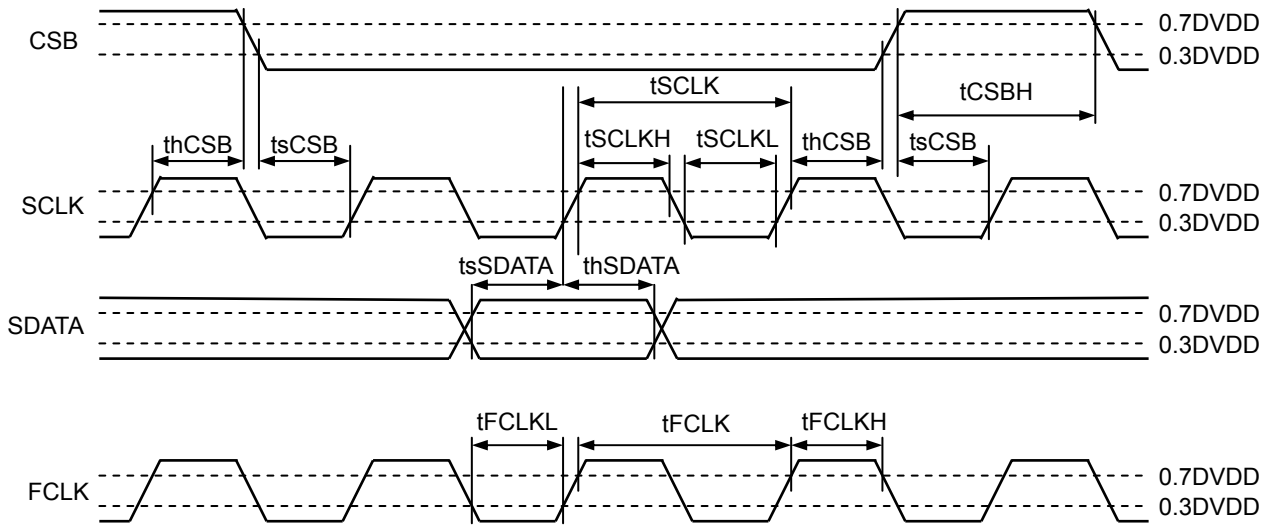 CSB
0.7DVDD
0.3DVDD
tSCLK
tCSBH
thCSB
tsCSB
tSCLKH
tSCLKL
thCSB
tsCSB
SCLK
0.7DVDD
0.3DVDD
tsSDATA
thSDATA
SDATA
0.7DVDD
0.3DVDD
tFCLKL
tFCLK
tFCLKH
FCLK
0.7DVDD
0.3DVDD